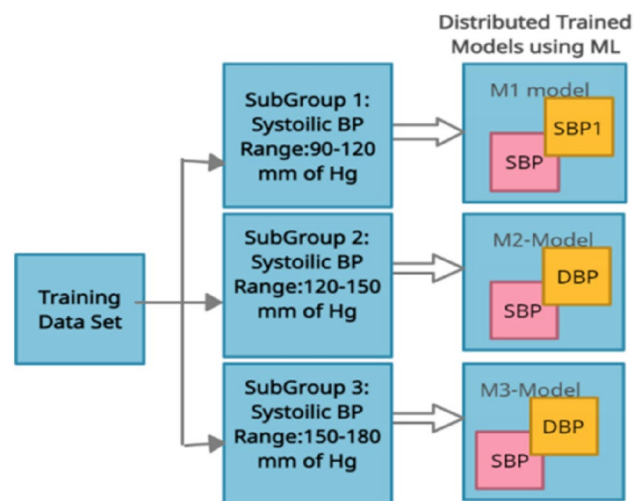 Distributed Trained
Models using ML
SubGroup 1:
Systoilic BP
Range:90-120
mm of Hg
M1 model
SBP1
SBP
SubGroup 2:
Systoilic BP
Range:120-150
mm of Hg
M2-Model
DBP
SBP
Training
Data Set
SubGroup 3:
Systoilic BP
Range:150-180
mm of Hg
M3-Model
DBP
SBP